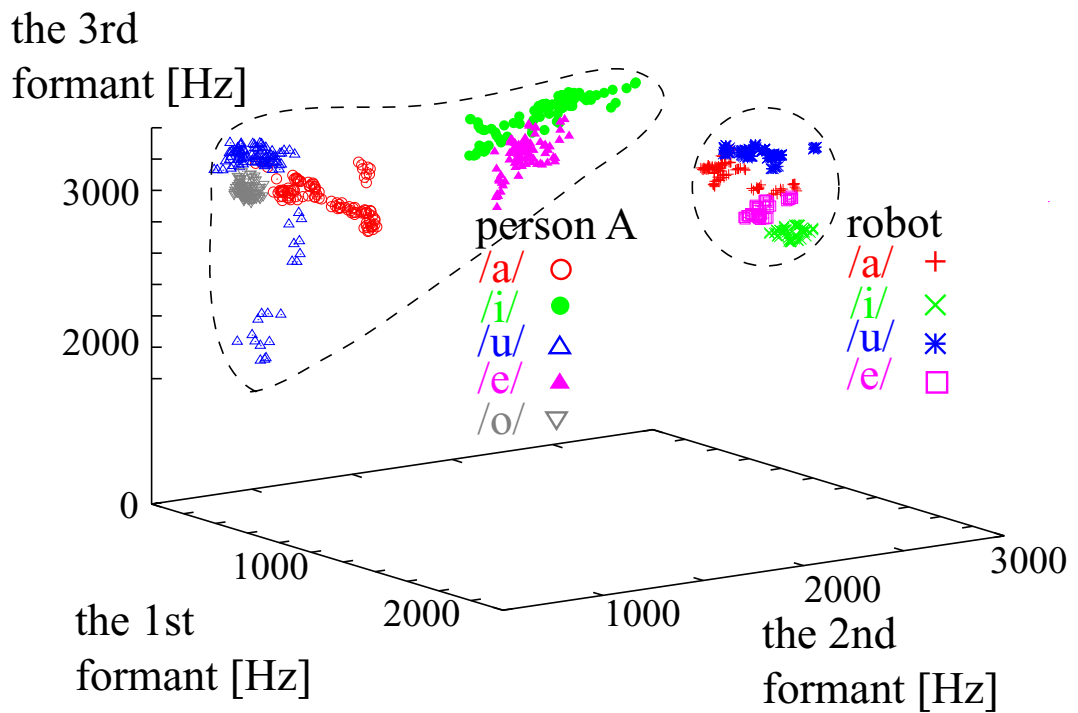 the 3rd
formant [Hz]
3000
2000
0
person A
/a/
/i/
/u/
/e/
/o/
robot
/a/
/i/
/u/
/e/
1000
2000
the 1st
formant [Hz]
1000
2000
3000
the 2nd
formant [Hz]